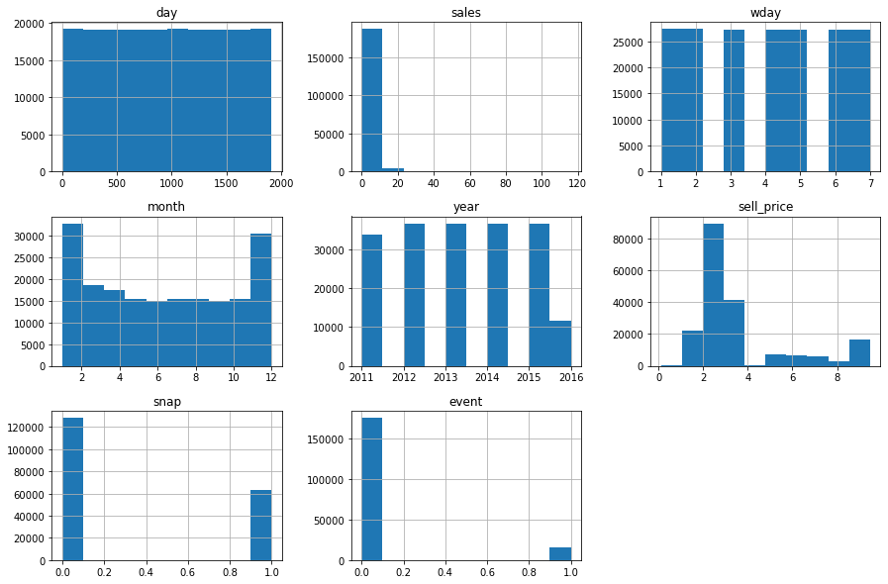 day
20000
15000
10000
5000
0
0 500 1000 1500 2000
sales
150000
100000
50000
0
0 20 40 60 80 100 120
wday
25000
20000
15000
10000
5000
0
1 2 3 4 5 6 7
month
30000
25000
20000
15000
10000
5000
0
2 4 6 8 10 12
year
30000
20000
10000
0
2011 2012 2013 2014 2015 2016
sell_price
80000
60000
40000
20000
0
0 2 4 6 8
snap
120000
100000
80000
60000
40000
20000
0
0.0 0.2 0.4 0.6 0.8 1.0
event
150000
100000
50000
0
0.0 0.2 0.4 0.6 0.8 1.0